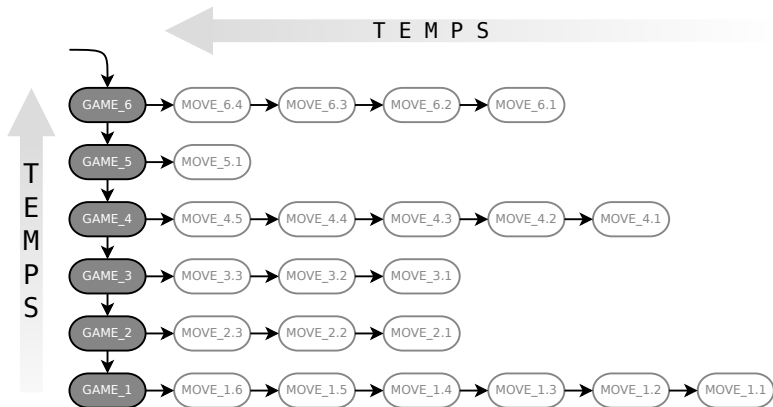 T E M P S
GAME_6 MOVE_6.4 MOVE_6.3 MOVE_6.2 MOVE_6.1
GAME_5 MOVE_5.1
GAME_4 MOVE_4.5 MOVE_4.4 MOVE_4.3 MOVE_4.2 MOVE_4.1
GAME_3 MOVE_3.3 MOVE_3.2 MOVE_3.1
GAME_2 MOVE_2.3 MOVE_2.2 MOVE_2.1
GAME_1 MOVE_1.6 MOVE_1.5 MOVE_1.4 MOVE_1.3 MOVE_1.2 MOVE_1.1
T E M P S